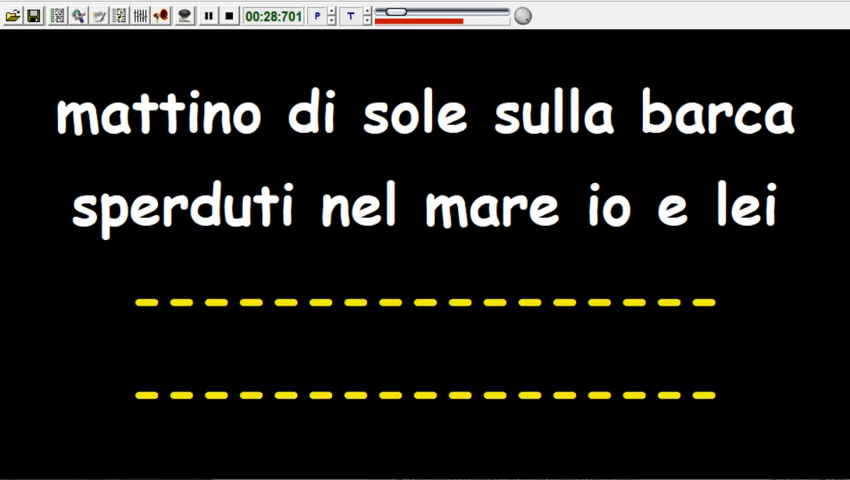 00:28:701
P
T
mattino di sole sulla barca
sperduti nel mare io e lei
- - - - - - - - - - - - - - - - -
- - - - - - - - - - - - - - - - -